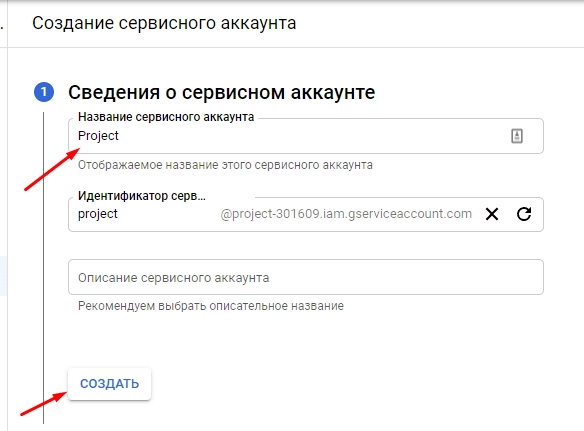 Создание сервисного аккаунта
1 Сведения о сервисном аккаунте
Название сервисного аккаунта
Project
Отображаемое название этого сервисного аккаунта
Идентификатор серв...
project @project-301609.iam.gserviceaccount.com
Описание сервисного аккаунта
Рекомендуем выбрать описательное название
СОЗДАТЬ